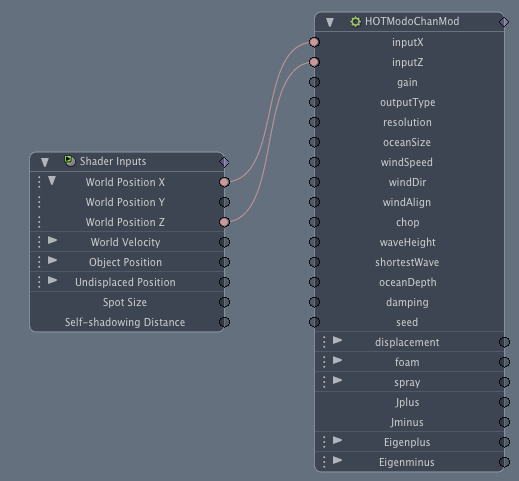 HOTModoChanMod
inputX
inputZ
gain
outputType
resolution
oceanSize
windSpeed
windDir
windAlign
chop
waveHeight
shortestWave
oceanDepth
damping
seed
displacement
foam
spray
Jplus
Jminus
Eigenplus
Eigenminus
Shader Inputs
World Position X
World Position Y
World Position Z
World Velocity
Object Position
Undisplaced Position
Spot Size
Self-shadowing Distance